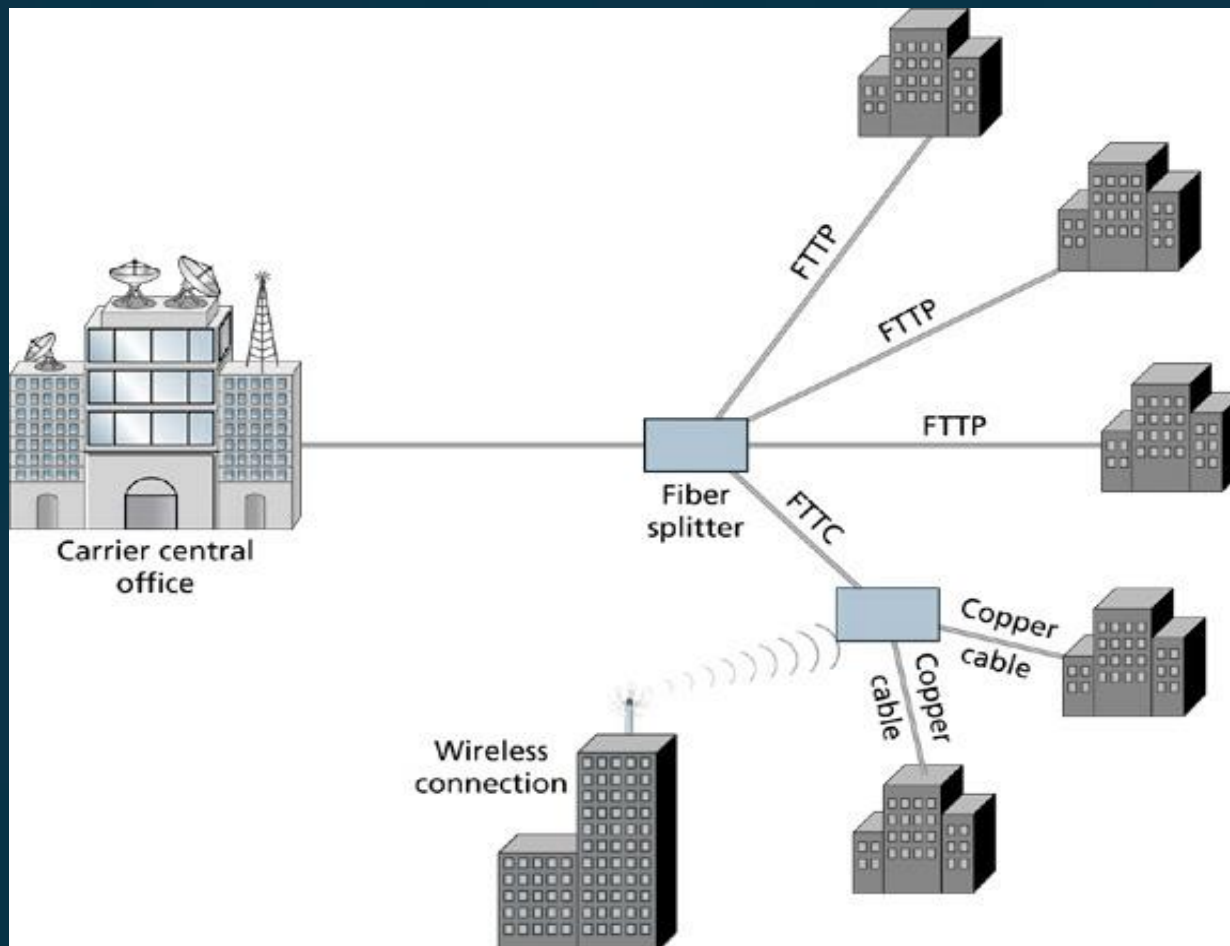 FTTP
FTTP
FTTP
Fiber
splitter
FTTC
Carrier central
office
Copper
cable
Copper
cable
Wireless
connection